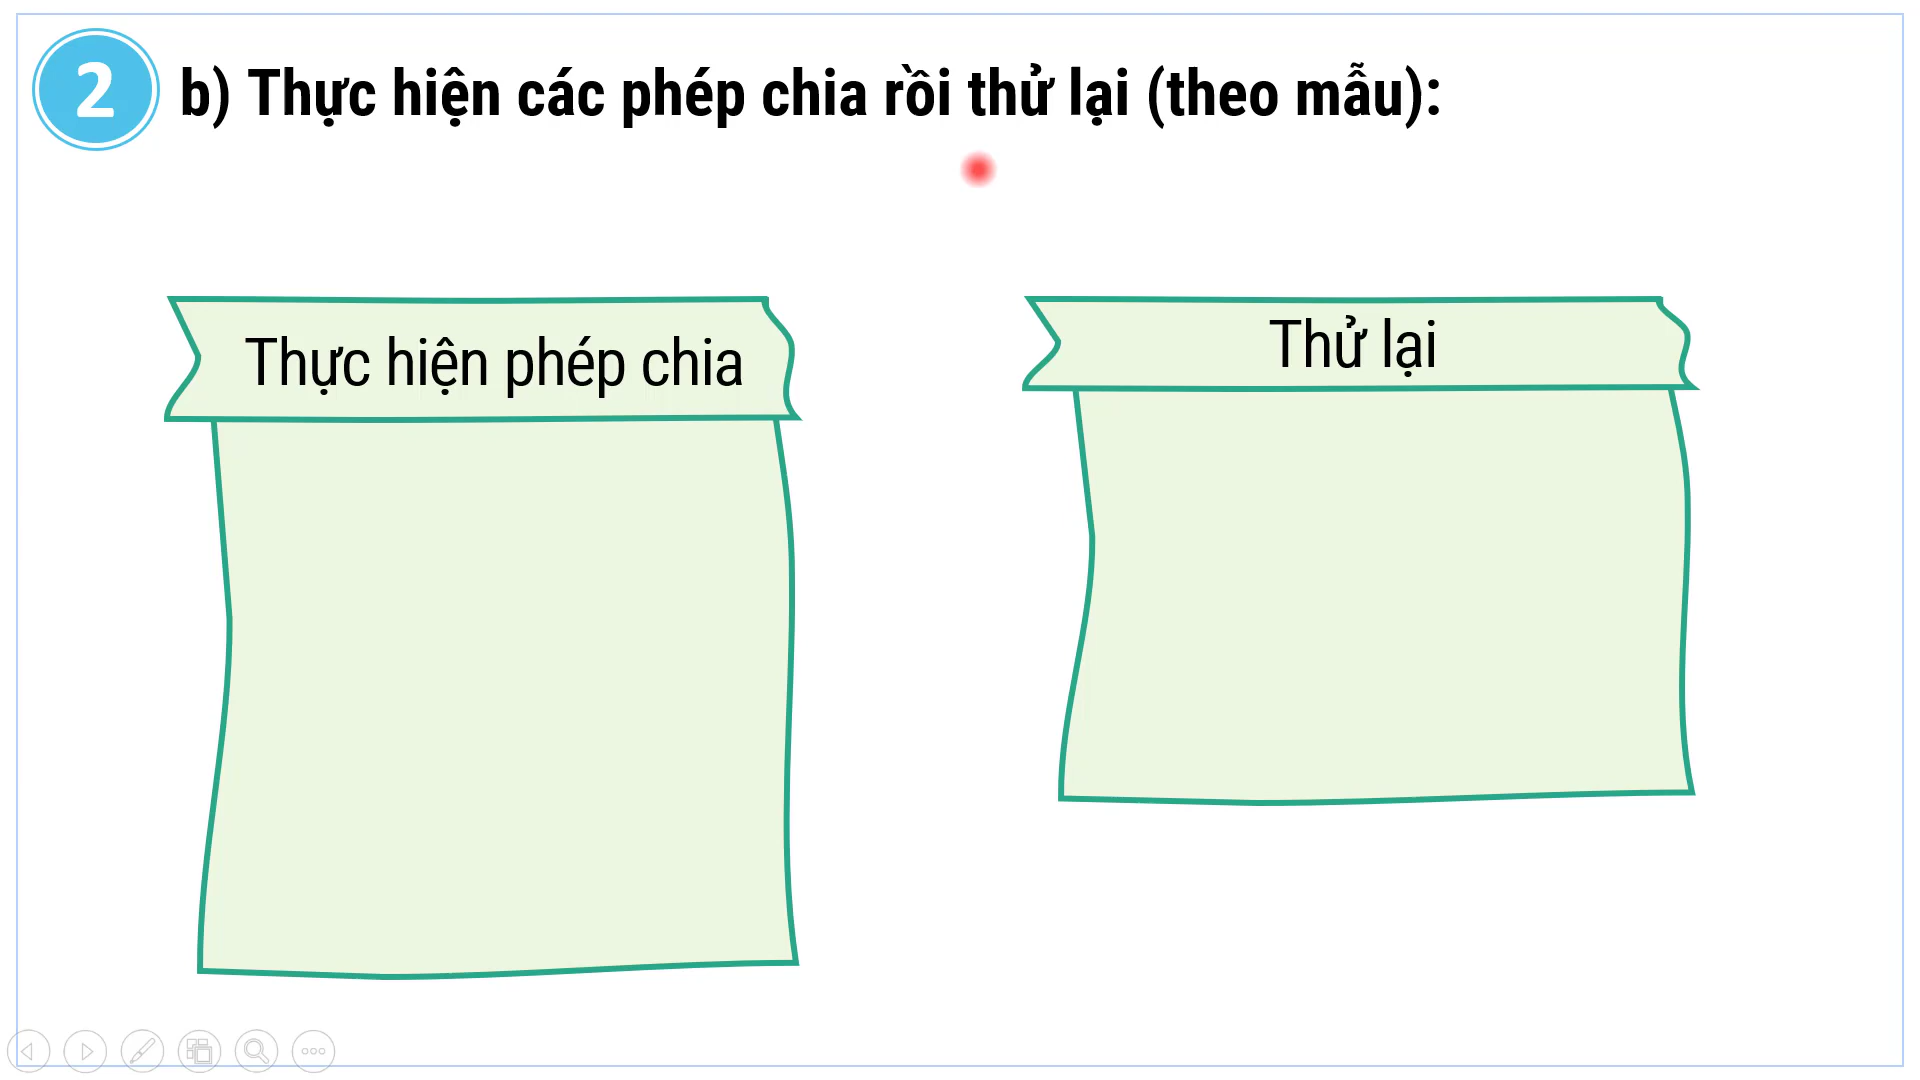 2 b) Thực hiện các phép chia rồi thử lại (theo mẫu):
Thực hiện phép chia
Thử lại